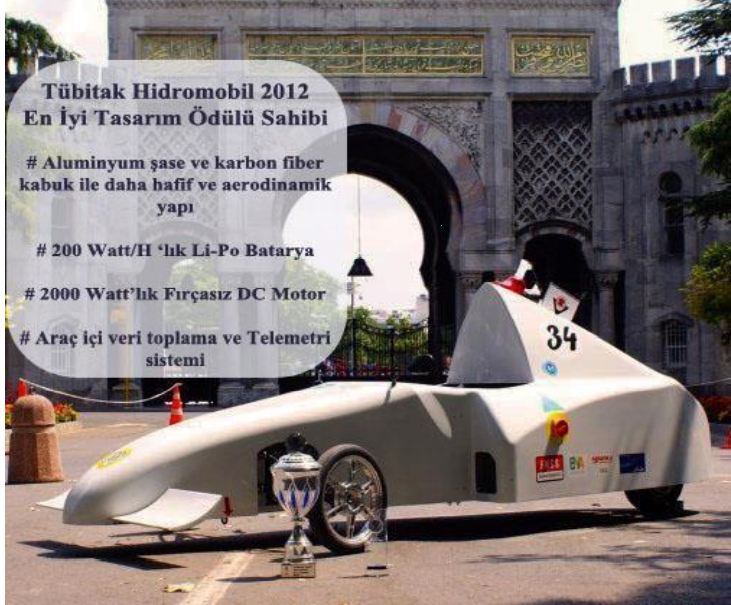 Tübitak Hidromobil 2012
En İyi Tasarım Ödülü Sahibi
# Aluminyum şase ve karbon fiber
kabuk ile daha hafif ve aerodinamik
yapı
# 200 Watt/H ‘lık Li-Po Batarya
# 2000 Watt’lık Fırçasız DC Motor
# Araç içi veri toplama ve Telemetri
sistemi
34